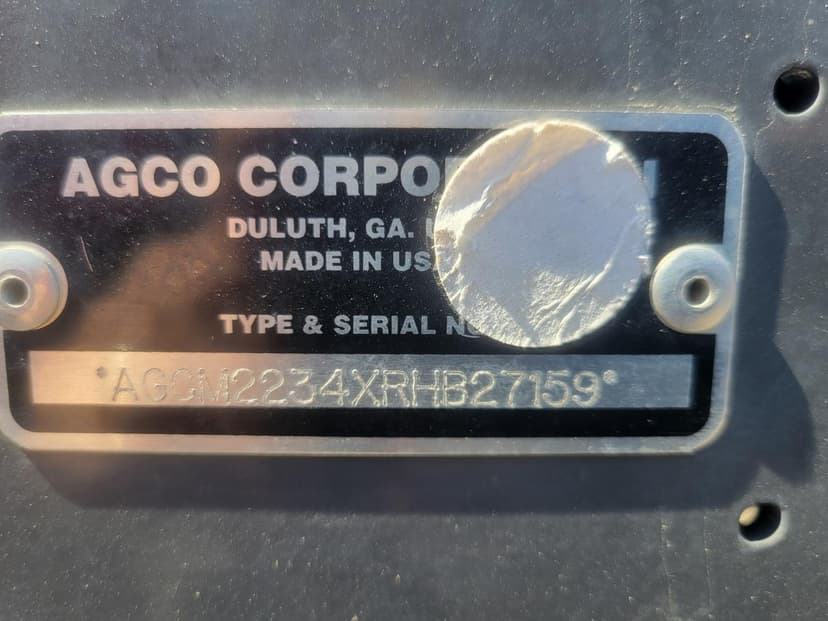 AGCO CORPO
DULUTH, GA.
MADE IN US
TYPE & SERIAL N
*AGCM2234XRHB27159*